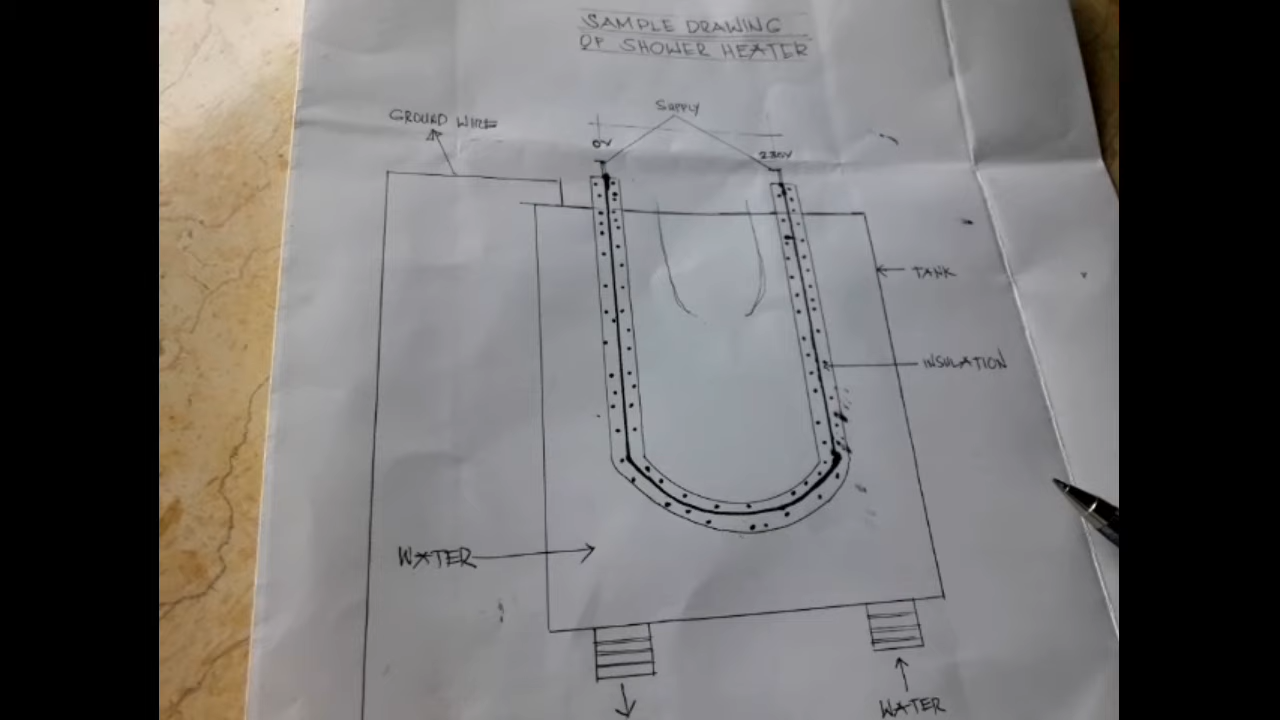 SAMPLE DRAWING
OF SHOWER HEATER
SUPPLY
GROUND WIRE
0V
230V
TANK
INSULATION
WATER
WATER